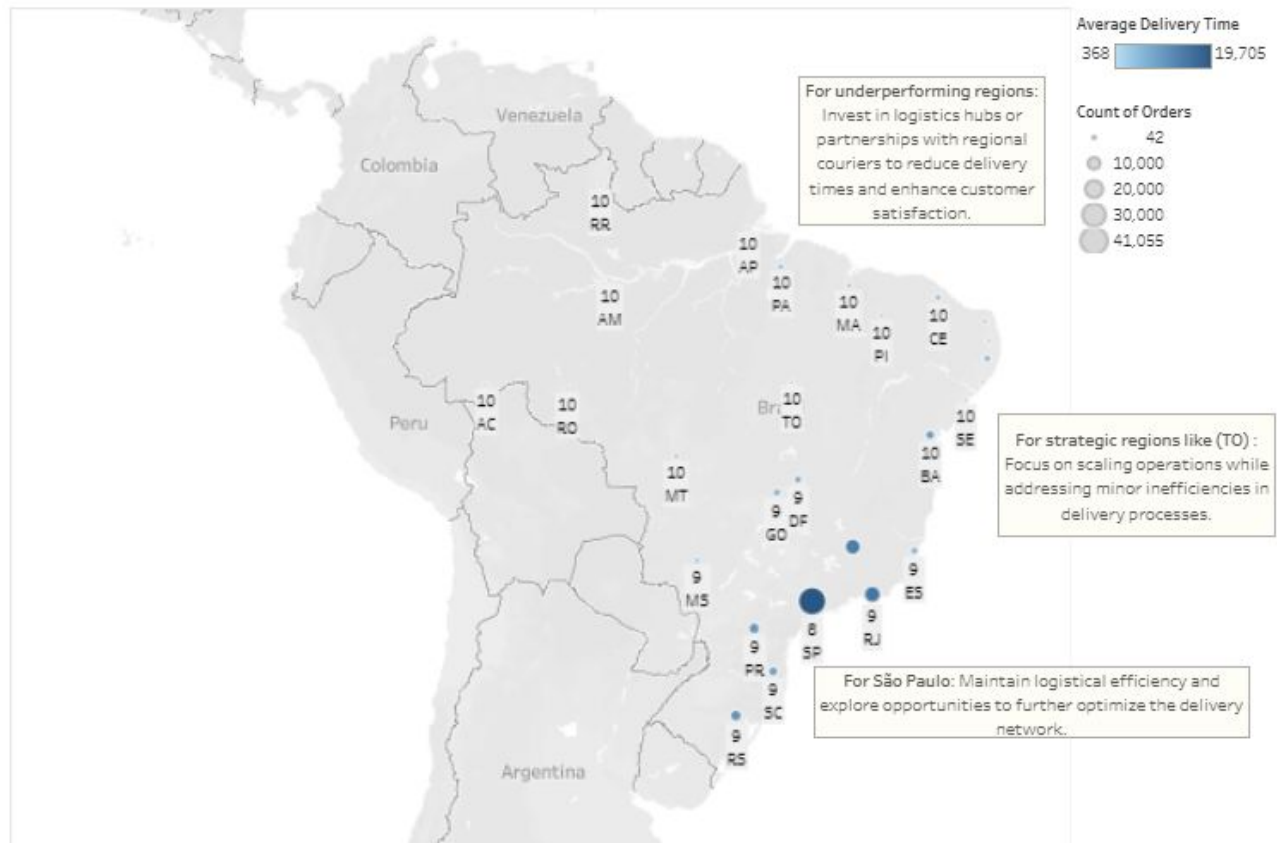 Average Delivery Time
368 19,705
Count of Orders
42
10,000
20,000
30,000
41,055
For underperforming regions:
Invest in logistics hubs or
partnerships with regional
couriers to reduce delivery
times and enhance customer
satisfaction.
Venezuela
Colombia
10
RR
10
AP
10
PA
10
AM
10
MA
10
CE
10
PI
Peru
10
AC
10
RO
Bra
10
TO
10
SE
10
BA
For strategic regions like (TO) :
Focus on scaling operations while
addressing minor inefficiencies in
delivery processes.
10
MT
9
GO
9
DF
9
MS
9
ES
8
SP
9
RJ
9
PR
9
SC
For São Paulo: Maintain logistical efficiency and
explore opportunities to further optimize the delivery
network.
9
RS
Argentina